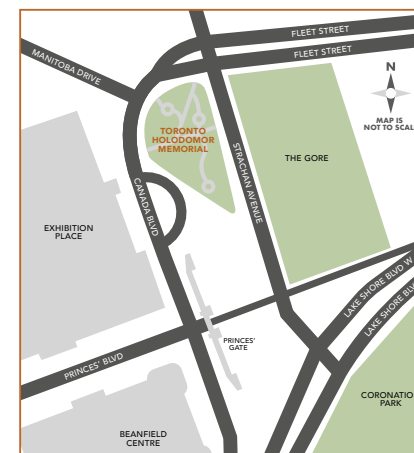 FLEET STREET
FLEET STREET
MANITOBA DRIVE
N
MAP IS
NOT TO SCAL
TORONTO
HOLODOMOR
MEMORIAL
STRACHAN AVENUE
THE GORE
CANADA BLVD
EXHIBITION
PLACE
LAKE SHORE BLVD W
LAKE SHORE BLV
PRINCES'
GATE
PRINCES' BLVD
CORONATIO
PARK
BEANFIELD
CENTRE